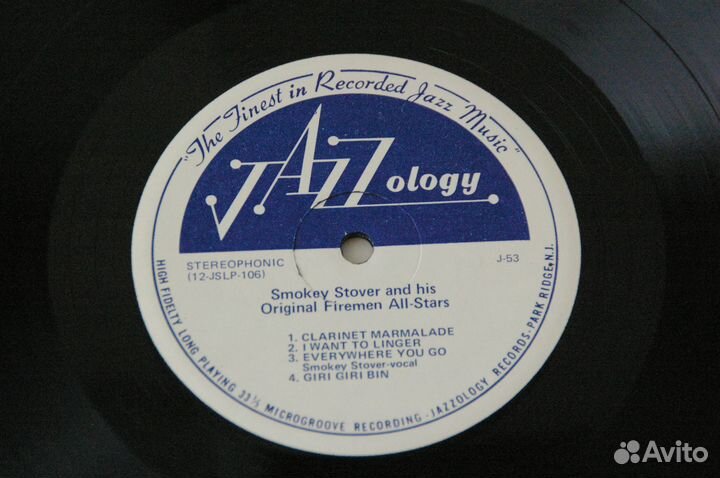 "The Finest in Recorded Jazz Music"
JAZZology
STEREOPHONIC
(12-JSLP-106)
J-53
Smokey Stover and his
Original Firemen All-Stars
1. CLARINET MARMALADE
2. I WANT TO LINGER
3. EVERYWHERE YOU GO
Smokey Stover-vocal
4. GIRI GIRI BIN
HIGH FIDELTY LONG PLAYING 33⅓ MICROGROOVE RECORDING - JAZZOLOGY RECORDS - PARK RIDGE, N.J.
Avito